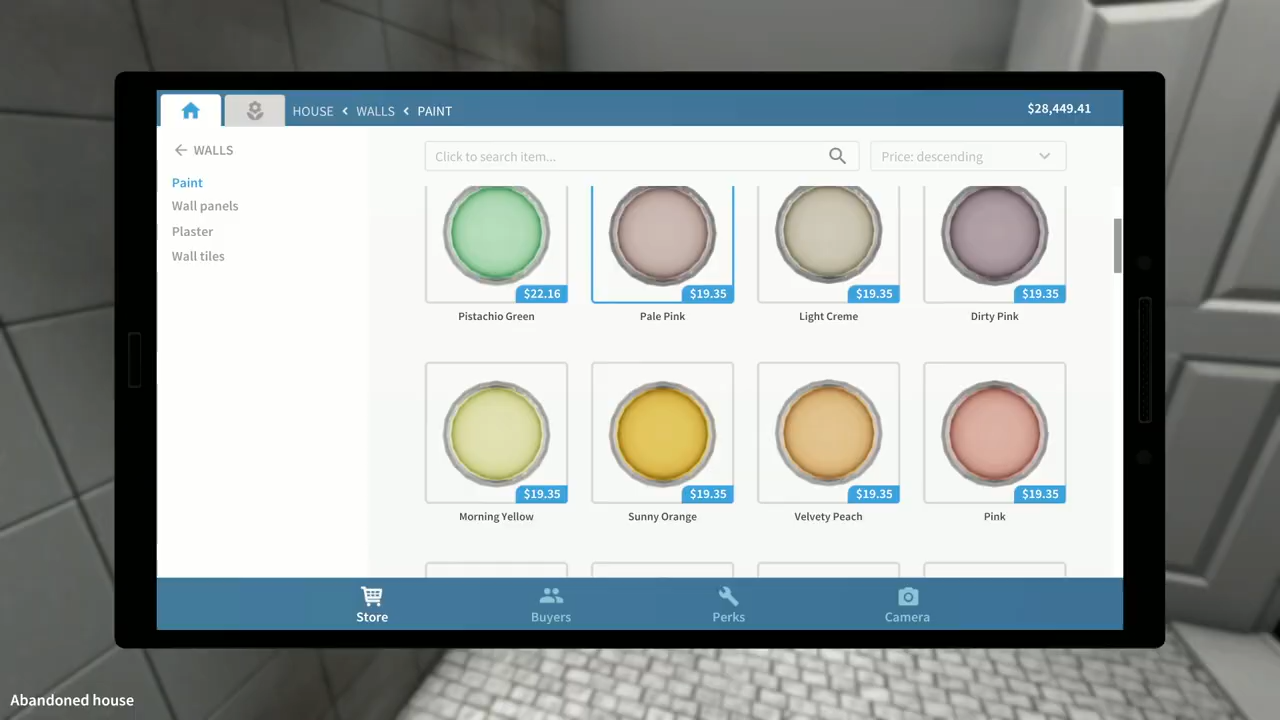 HOUSE < WALLS < PAINT
$28,449.41
WALLS
Paint
Wall panels
Plaster
Wall tiles
Click to search item...
Price: descending
$22.16
$19.35
$19.35
$19.35
Pistachio Green
Pale Pink
Light Creme
Dirty Pink
$19.35
$19.35
$19.35
$19.35
Morning Yellow
Sunny Orange
Velvety Peach
Pink
Store
Buyers
Perks
Camera
Abandoned house